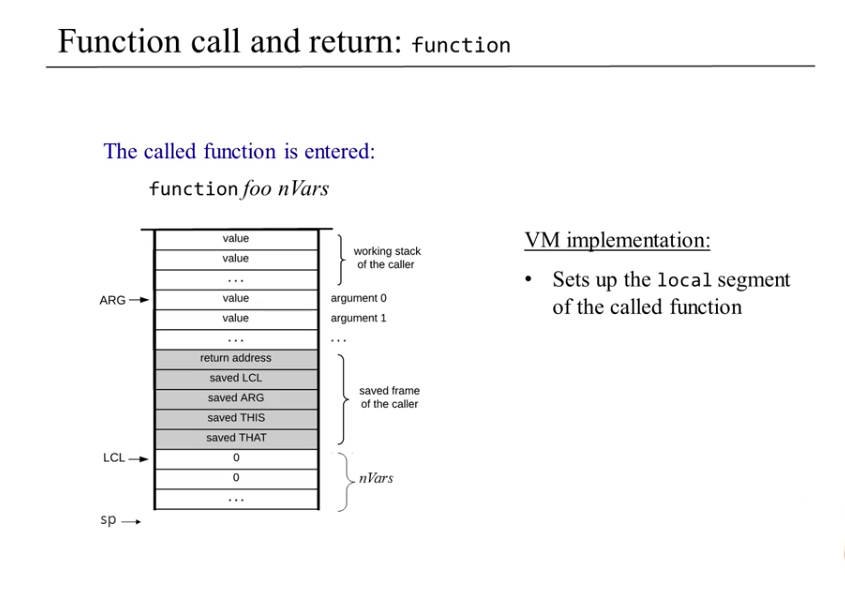 Function call and return: function
The called function is entered:
function foo nVars
value
value
...
ARG
value
argument 0
value
argument 1
...
...
working stack
of the caller
return address
saved LCL
saved ARG
saved THIS
saved THAT
saved frame
of the caller
LCL
0
0
...
nVars
sp
VM implementation:
• Sets up the local segment
of the called function